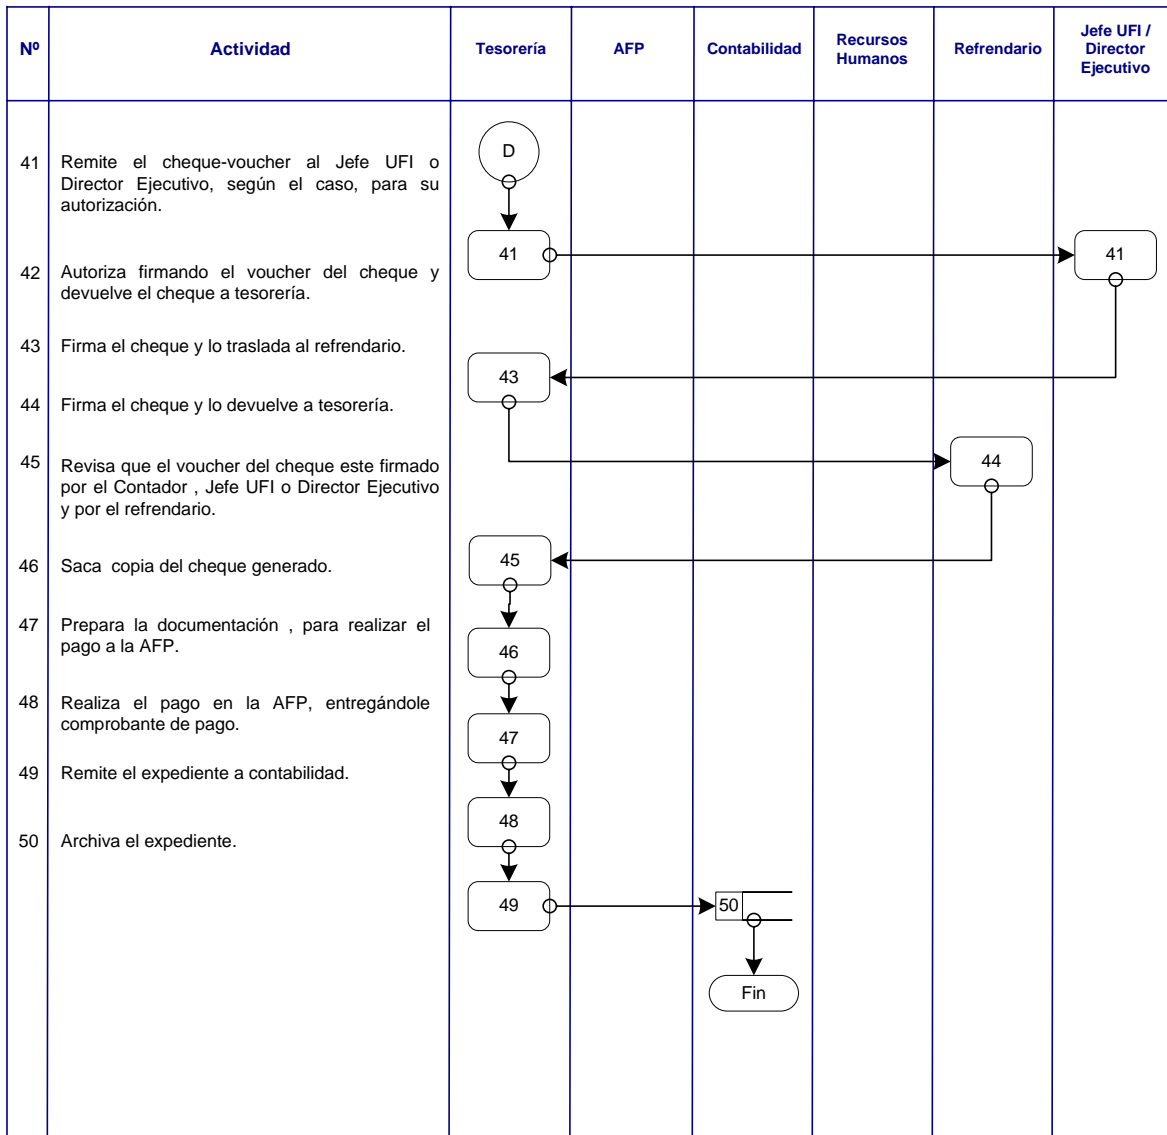 Nº
Actividad
Tesorería
AFP
Contabilidad
Recursos
Humanos
Refrendario
Jefe UFI /
Director
Ejecutivo
41
Remite el cheque-voucher al Jefe UFI o
Director Ejecutivo, según el caso, para su
autorización.
42
Autoriza firmando el voucher del cheque y
devuelve el cheque a tesorería.
43
Firma el cheque y lo traslada al refrendario.
44
Firma el cheque y lo devuelve a tesorería.
45
Revisa que el voucher del cheque este firmado
por el Contador , Jefe UFI o Director Ejecutivo
y por el refrendario.
46
Saca copia del cheque generado.
47
Prepara la documentación , para realizar el
pago a la AFP.
48
Realiza el pago en la AFP, entregándole
comprobante de pago.
49
Remite el expediente a contabilidad.
50
Archiva el expediente.
D
41
41
43
44
45
46
47
48
49
50
Fin